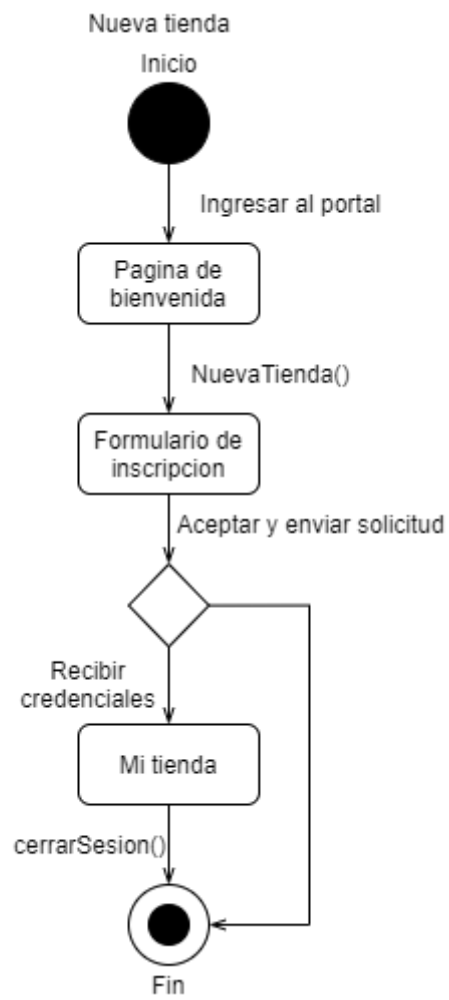 Nueva tienda
Inicio
Ingresar al portal
Pagina de
bienvenida
NuevaTienda()
Formulario de
inscripcion
Aceptar y enviar solicitud
Recibir
credenciales
Mi tienda
cerrarSesion()
Fin